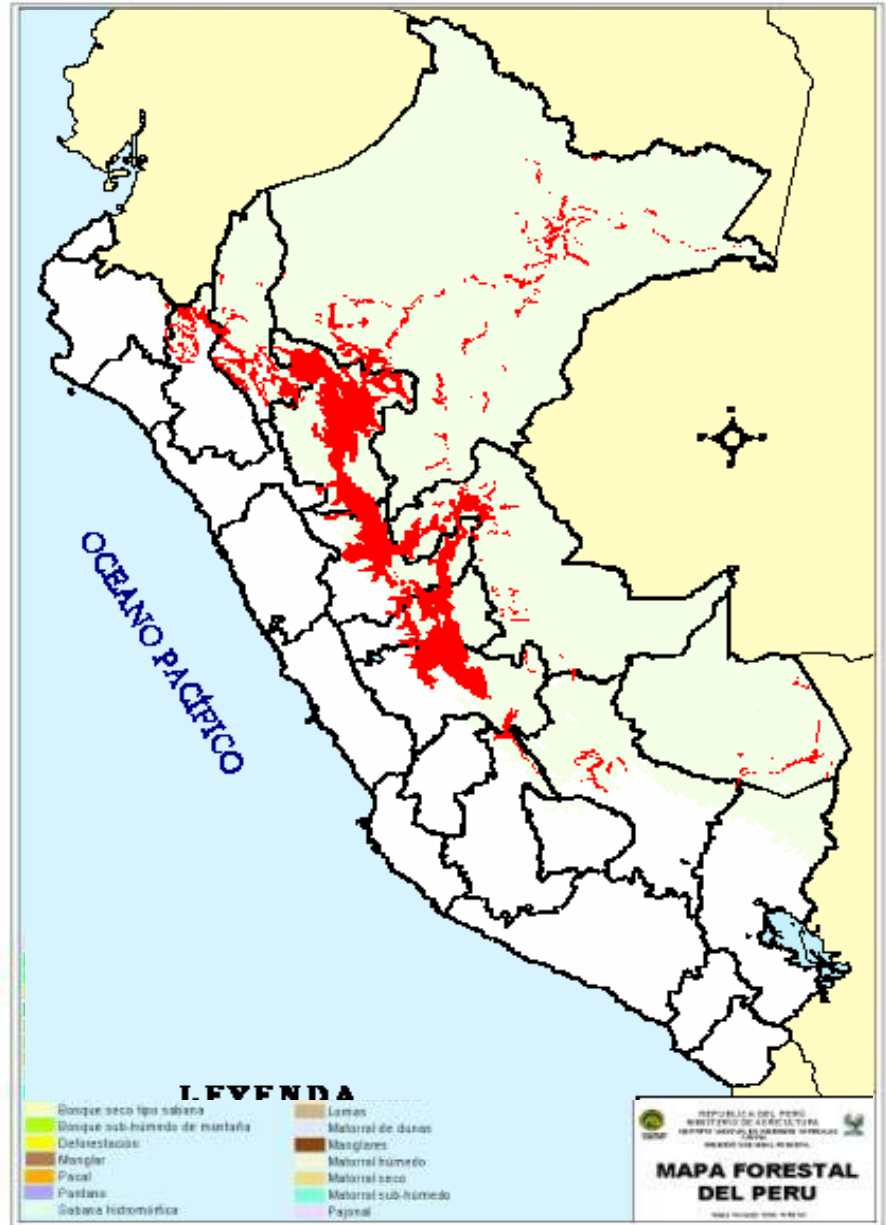 OCEANO PACÍFICO
LEYENDA
Bosque seco tipo sabana
Bosque sub-húmedo de montaña
Deforestación
Manglar
Pacal
Pantano
Sabana hidromórfica
Lomas
Matorral de dunas
Manglares
Matorral húmedo
Matorral seco
Matorral sub-húmedo
Pajonal
REPUBLICA DEL PERÚ
MINISTERIO DE AGRICULTURA
MAPA FORESTAL
DEL PERU